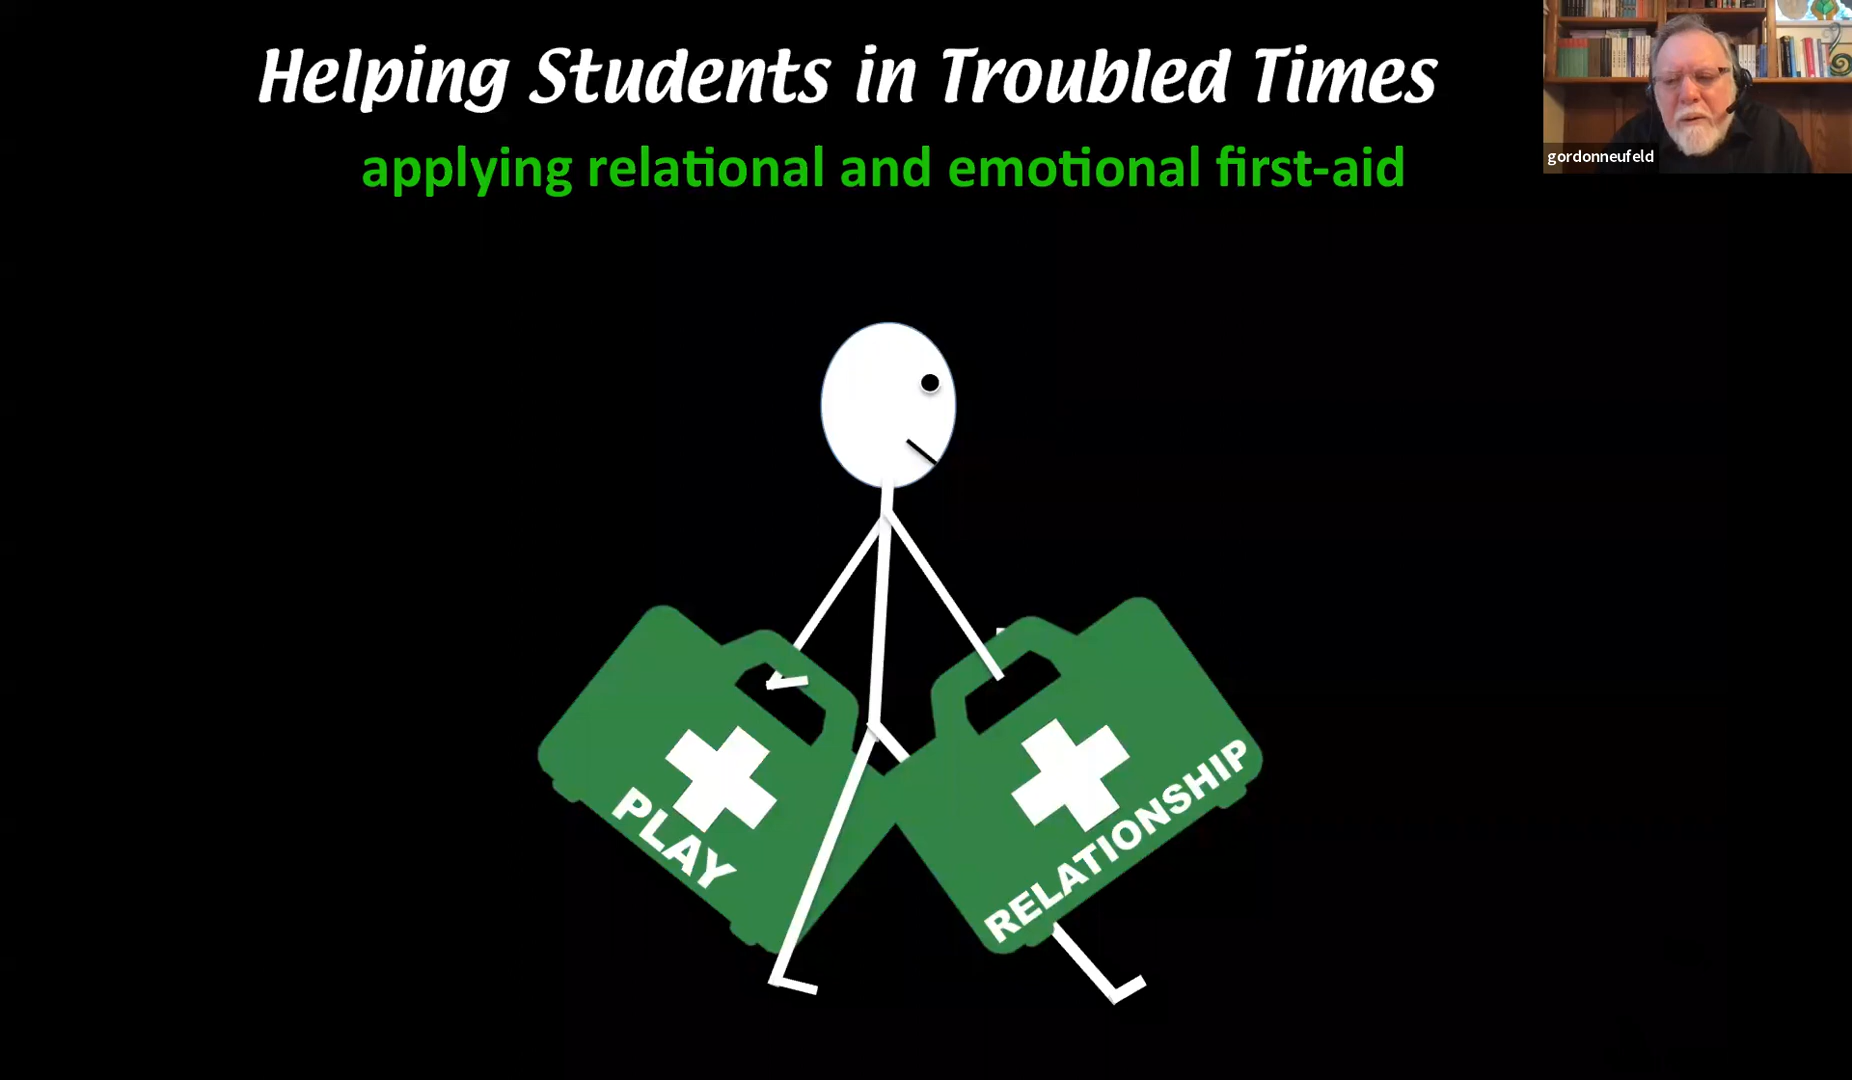 Helping Students in Troubled Times
applying relational and emotional first-aid
gordonneufeld
PLAY
RELATIONSHIP